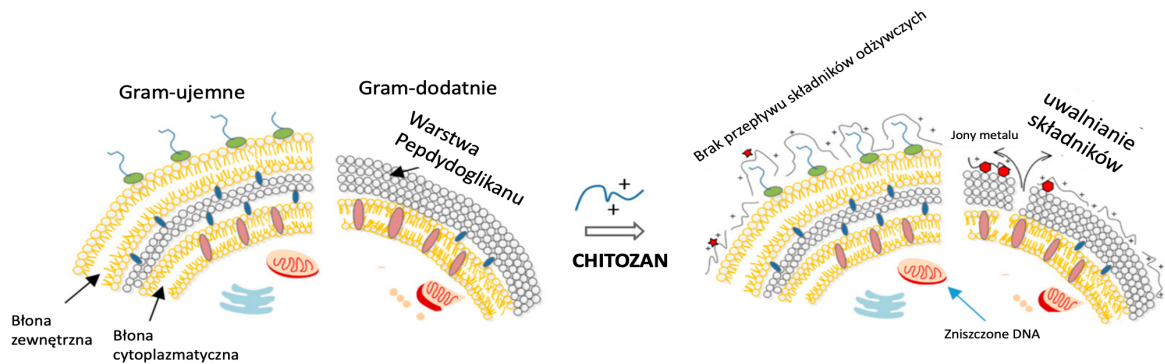 Gram-ujemne
Gram-dodatnie
Warstwa
Pepdydoglikanu
Błona
zewnętrzna
Błona
cytoplazmatyczna
+
+
CHITOZAN
Brak przepływu składników odżywczych
Jony metalu
uwalnianie
składników
Zniszczone DNA